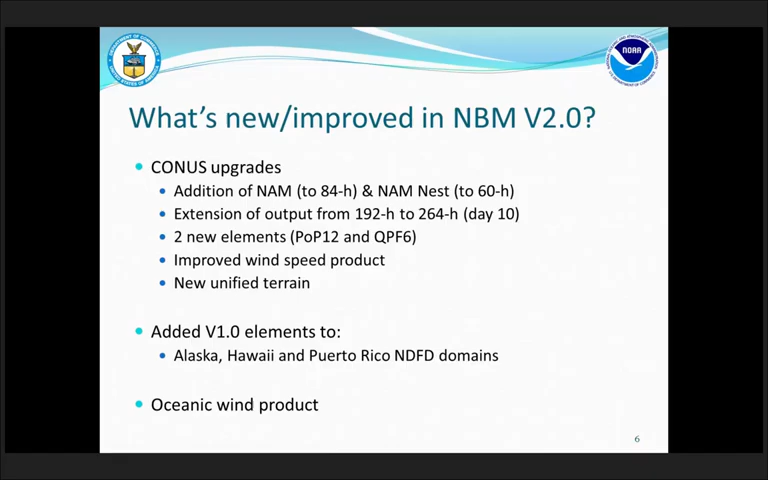 NOAA
What's new/improved in NBM V2.0?
CONUS upgrades
Addition of NAM (to 84-h) & NAM Nest (to 60-h)
Extension of output from 192-h to 264-h (day 10)
2 new elements (PoP12 and QPF6)
Improved wind speed product
New unified terrain
Added V1.0 elements to:
Alaska, Hawaii and Puerto Rico NDFD domains
Oceanic wind product
6